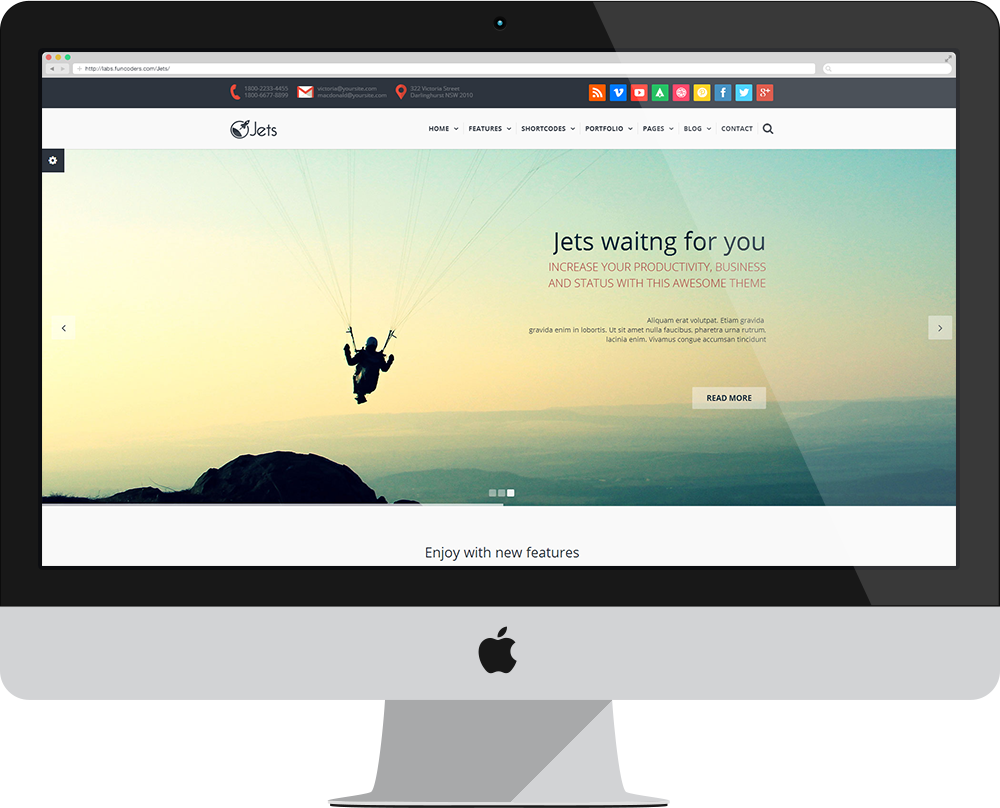 http://labs.funcoders.com/Jets/
1800-2233-4455
1800-6677-8899
victoria@yoursite.com
macdonald@yoursite.com
322 Victoria Street
Darlinghurst NSW 2010
Jets
HOME
FEATURES
SHORTCODES
PORTFOLIO
PAGES
BLOG
CONTACT
Jets waitng for you
INCREASE YOUR PRODUCTIVITY, BUSINESS
AND STATUS WITH THIS AWESOME THEME
Aliquam erat volutpat. Etiam gravida
gravida enim in lobortis. Ut sit amet nulla faucibus, pharetra urna rutrum,
lacinia enim. Vivamus congue accumsan tincidunt
READ MORE
Enjoy with new features